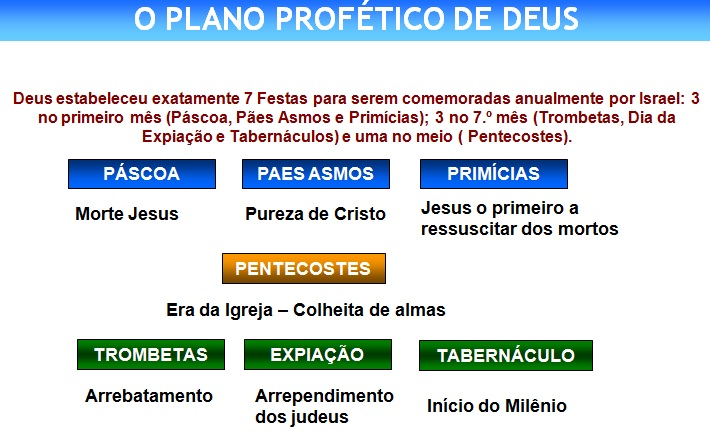 O PLANO PROFÉTICO DE DEUS
Deus estabeleceu exatamente 7 Festas para serem comemoradas anualmente por Israel: 3
no primeiro mês (Páscoa, Pães Asmos e Primícias); 3 no 7.º mês (Trombetas, Dia da
Expiação e Tabernáculos) e uma no meio ( Pentecostes).
PÁSCOA
PAES ASMOS
PRIMÍCIAS
Morte Jesus
Pureza de Cristo
Jesus o primeiro a
ressuscitar dos mortos
PENTECOSTES
Era da Igreja – Colheita de almas
TROMBETAS
EXPIAÇÃO
TABERNÁCULO
Arrebatamento
Arrependimento
dos judeus
Início do Milênio